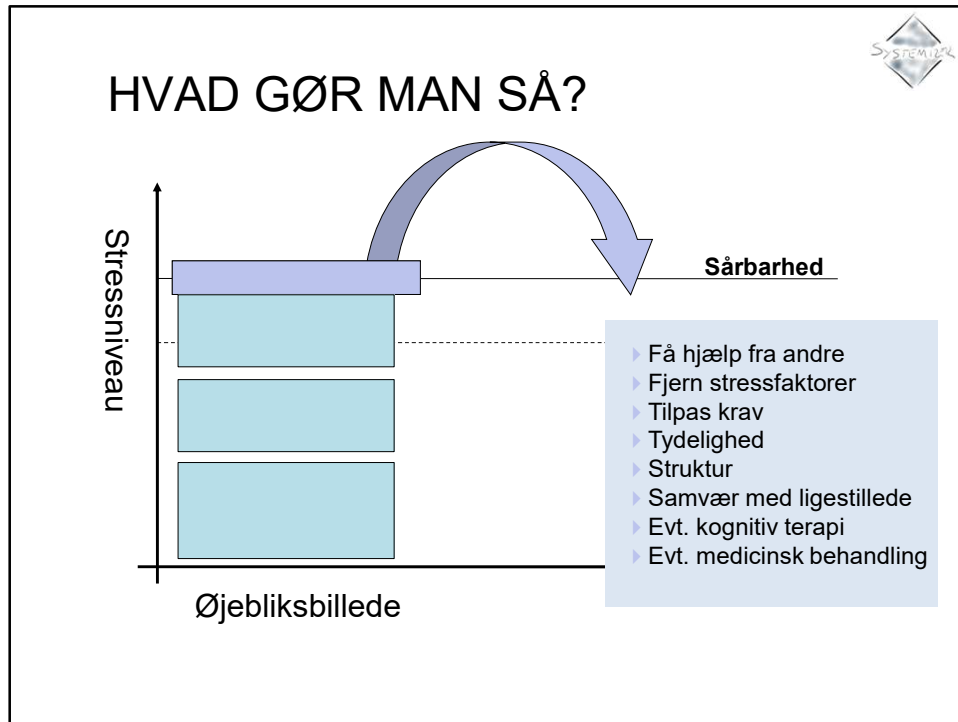 SYSTEMIZER
HVAD GØR MAN SÅ?
Stressniveau
Sårbarhed
Få hjælp fra andre
Fjern stressfaktorer
Tilpas krav
Tydelighed
Struktur
Samvær med ligestillede
Evt. kognitiv terapi
Evt. medicinsk behandling
Øjebliksbillede